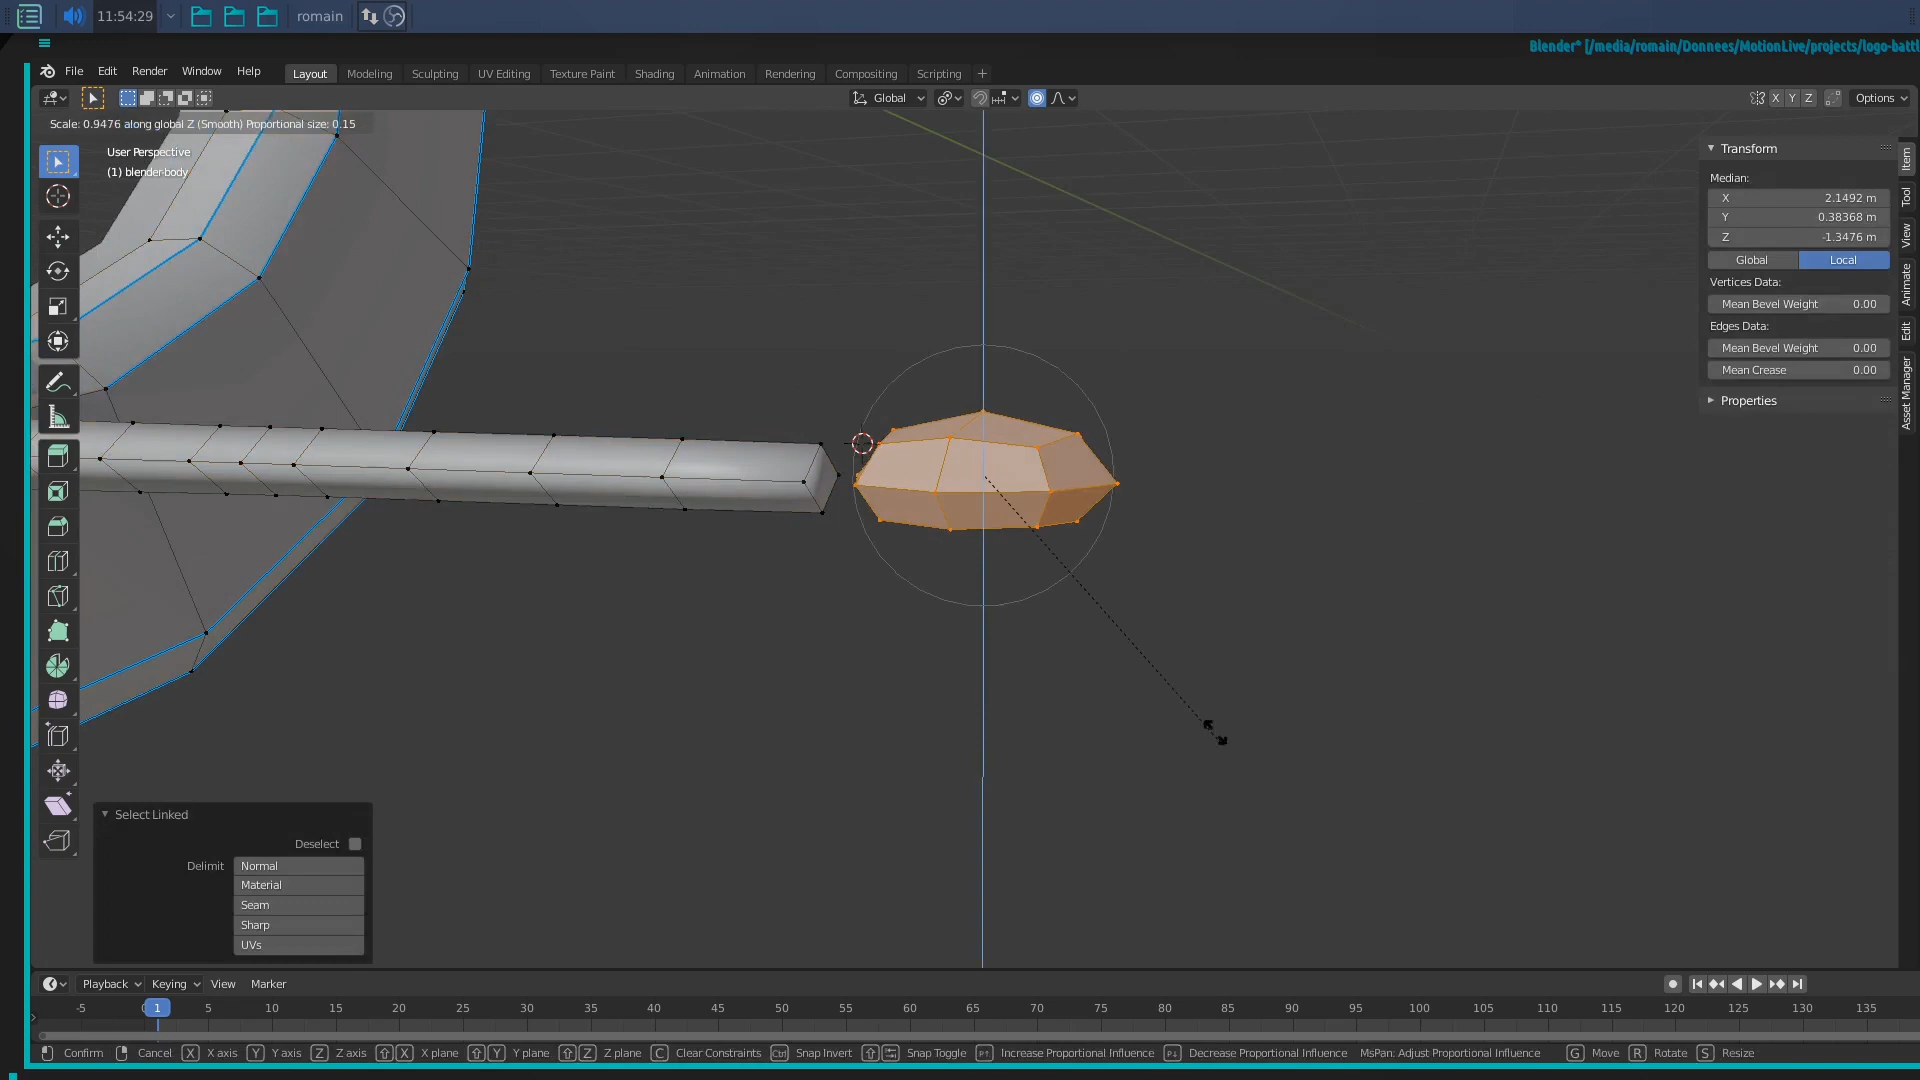 11:54:29 romain
Blender* [/media/romain/Donnees/MotionLive/projects/logo-battl
File Edit Render Window Help Layout Modeling Sculpting UV Editing Texture Paint Shading Animation Rendering Compositing Scripting +
Global X Y Z Options
Scale: 0.9476 along global Z (Smooth) Proportional size: 0.15
User Perspective
(1) blender-body
Transform
Median:
X 2.1492 m
Y 0.38368 m
Z -1.3476 m
Global Local
Vertices Data:
Mean Bevel Weight 0.00
Edges Data:
Mean Bevel Weight 0.00
Mean Crease 0.00
Properties
Item
Tool
View
Animate
Edit
Asset Manager
Select Linked
Deselect
Delimit Normal
Material
Seam
Sharp
UVs
Playback Keying View Marker
-5 0 1 5 10 15 20 25 30 35 40 45 50 55 60 65 70 75 80 85 90 95 100 105 110 115 120 125 130 135
Confirm Cancel X X axis Y Y axis Z Z axis X X plane Y Y plane Z Z plane C Clear Constraints Ctrl Snap Invert Snap Toggle P↑ Increase Proportional Influence P↓ Decrease Proportional Influence MsPan: Adjust Proportional Influence G Move R Rotate S Resize